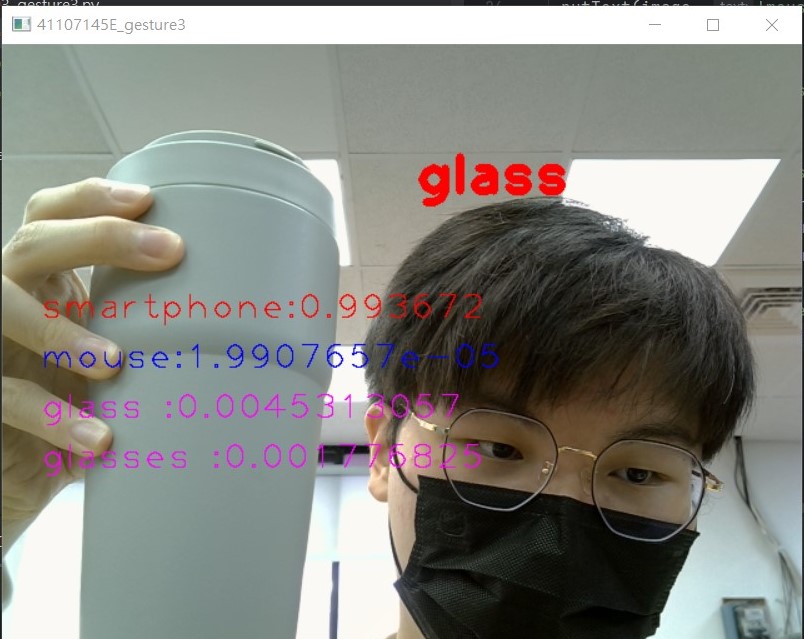 41107145E_gesture3
glass
smartphone:0.993672
mouse:1.9907657e-05
glass :0.0045313057
glasses :0.001776825